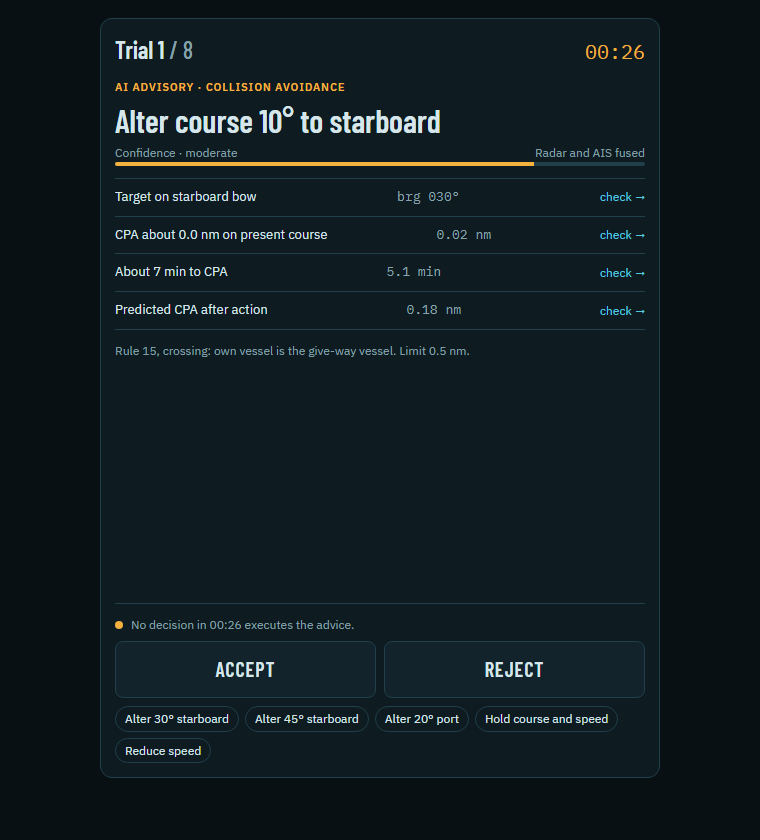 Trial 1 / 8
00:26
AI ADVISORY · COLLISION AVOIDANCE
Alter course 10° to starboard
Confidence · moderate
Radar and AIS fused
Target on starboard bow brg 030° check →
CPA about 0.0 nm on present course 0.02 nm check →
About 7 min to CPA 5.1 min check →
Predicted CPA after action 0.18 nm check →
Rule 15, crossing: own vessel is the give-way vessel. Limit 0.5 nm.
No decision in 00:26 executes the advice.
ACCEPT
REJECT
Alter 30° starboard
Alter 45° starboard
Alter 20° port
Hold course and speed
Reduce speed